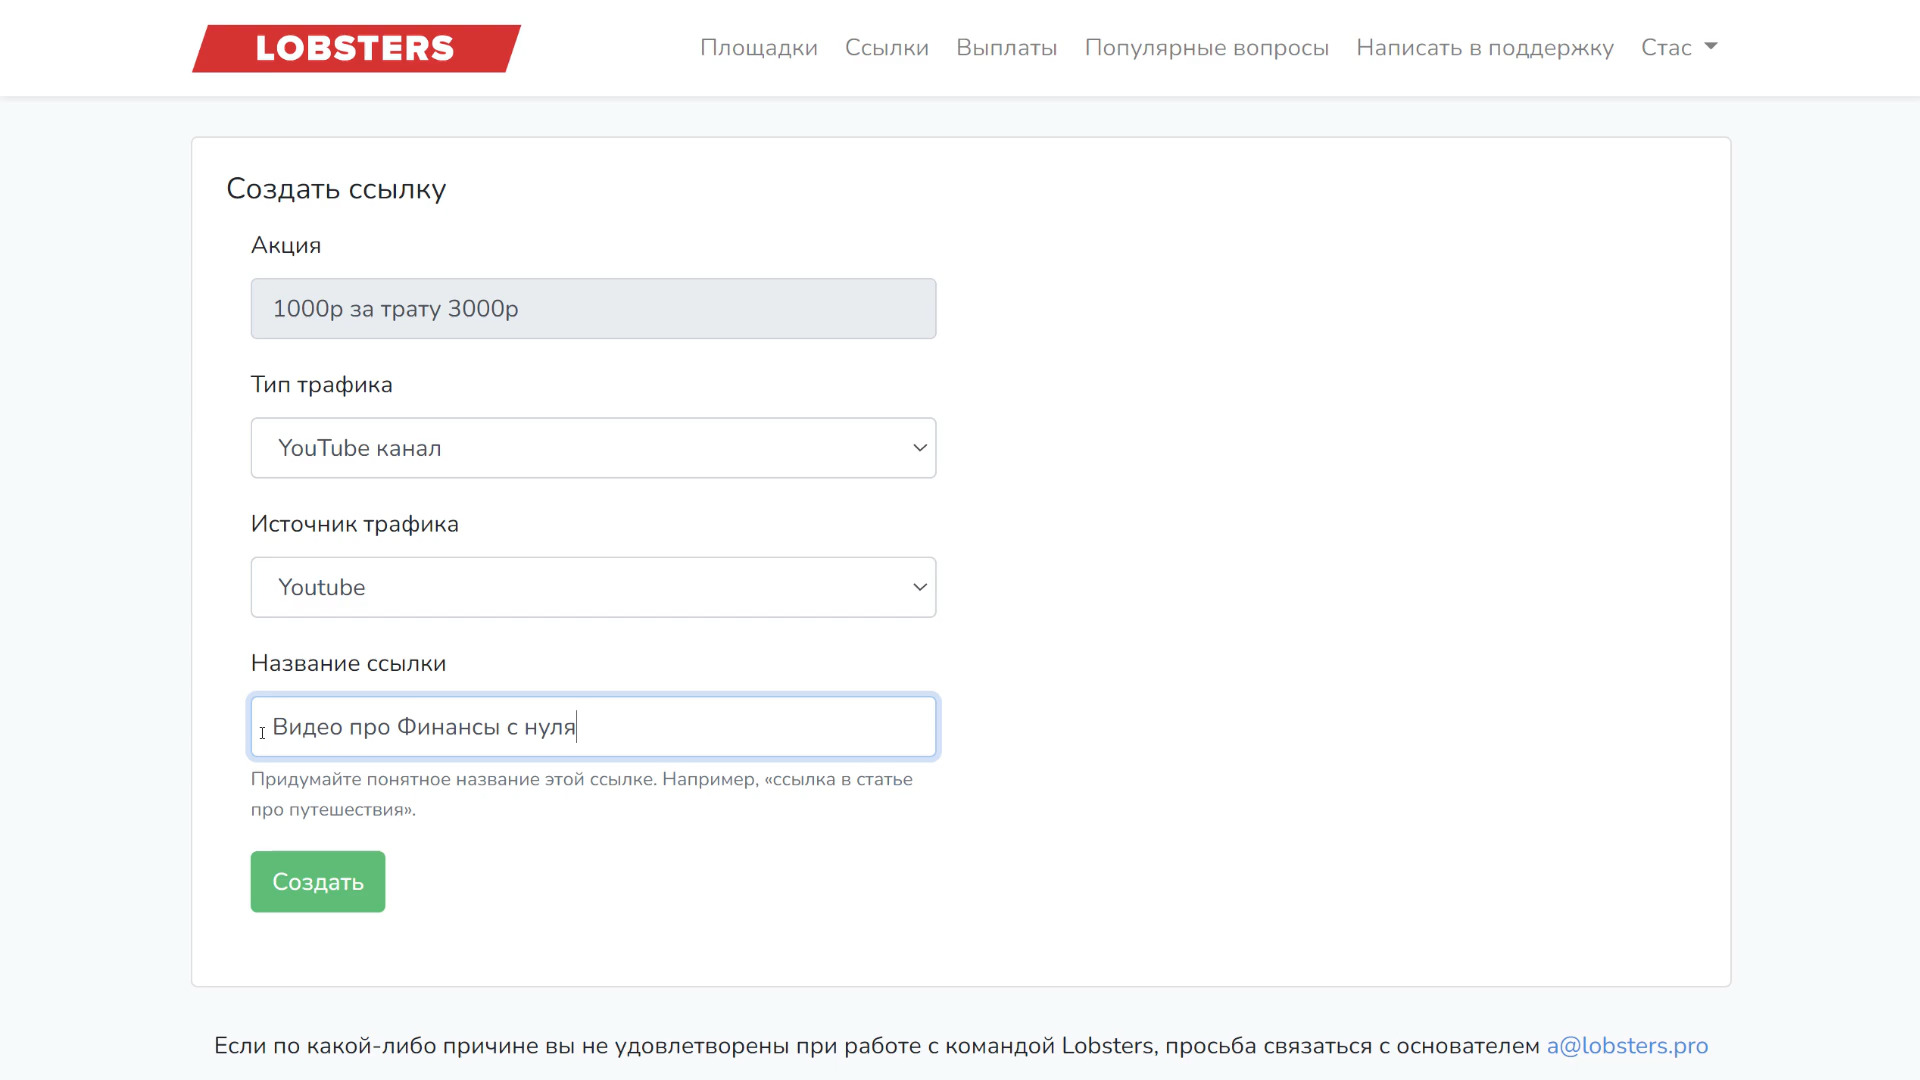 LOBSTERS
Площадки Ссылки Выплаты Популярные вопросы Написать в поддержку Стас
Создать ссылку
Акция
1000р за трату 3000р
Тип трафика
YouTube канал
Источник трафика
Youtube
Название ссылки
Видео про Финансы с нуля
Придумайте понятное название этой ссылке. Например, «ссылка в статье
про путешествия».
Создать
Если по какой-либо причине вы не удовлетворены при работе с командой Lobsters, просьба связаться с основателем a@lobsters.pro